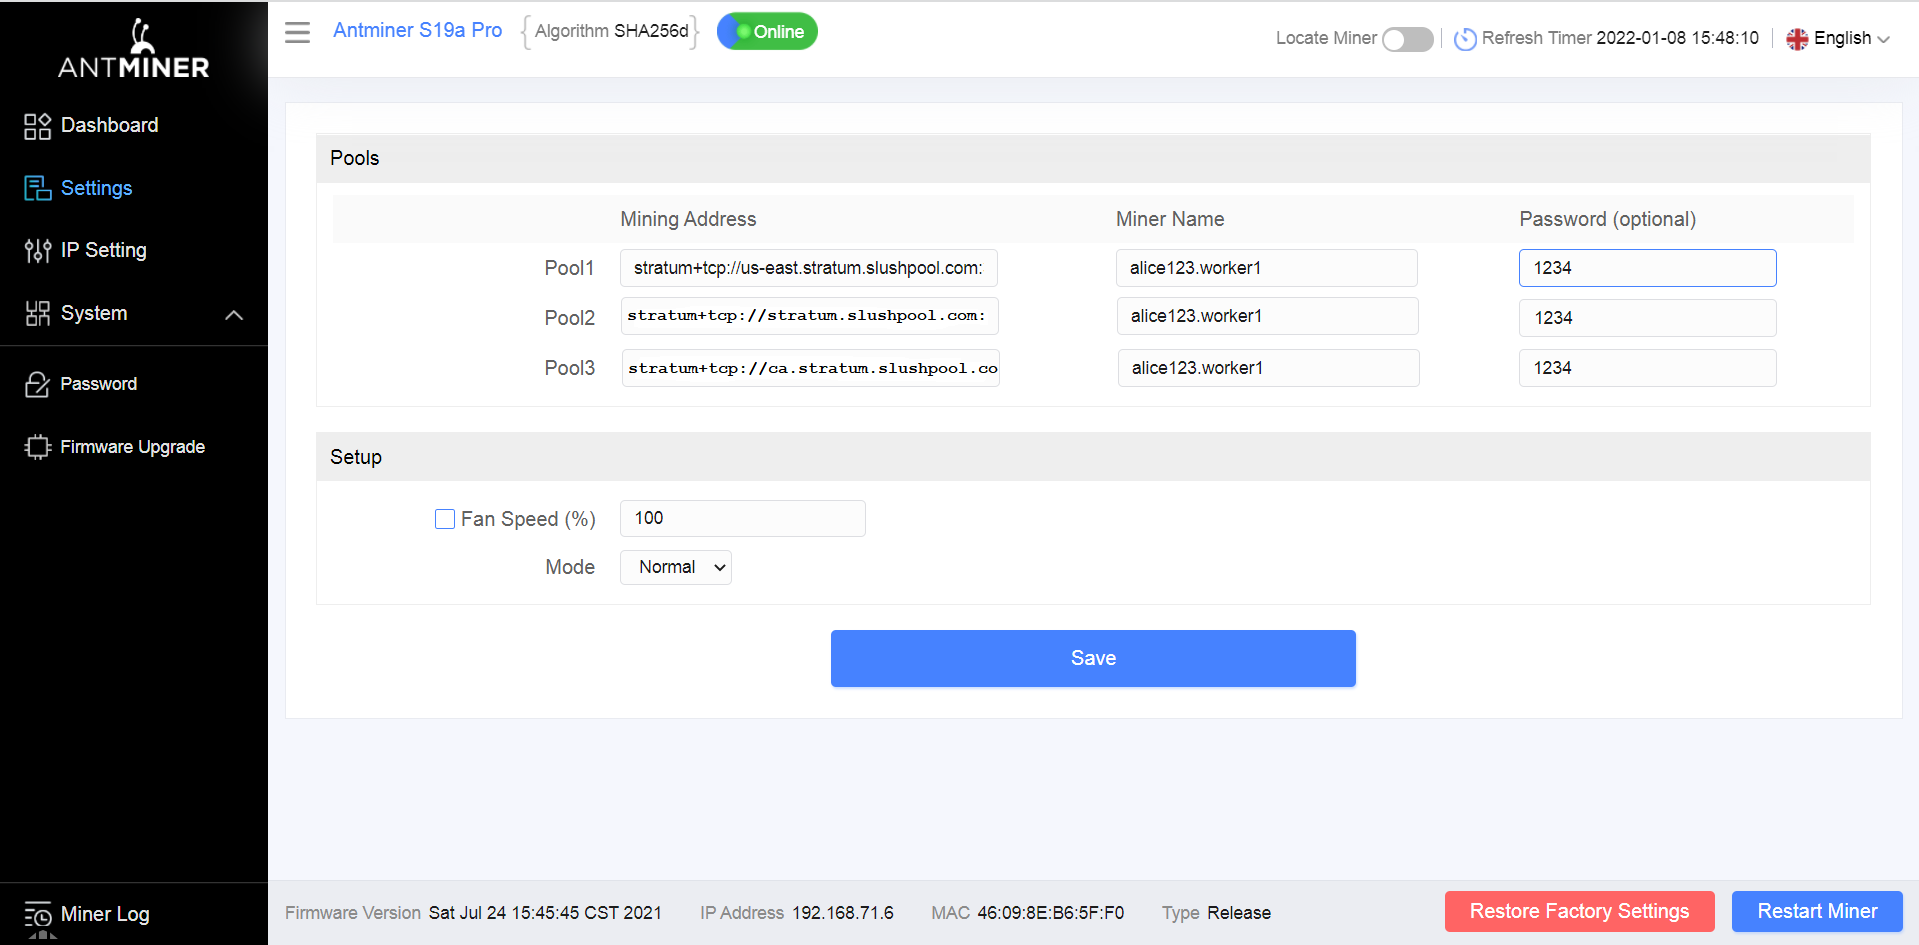 ANTMINER
Antminer S19a Pro
Algorithm SHA256d
Online
Locate Miner
Refresh Timer 2022-01-08 15:48:10
English
Dashboard
Settings
IP Setting
System
Password
Firmware Upgrade
Miner Log
Pools
Mining Address Miner Name Password (optional)
Pool1 stratum+tcp://us-east.stratum.slushpool.com: alice123.worker1 1234
Pool2 stratum+tcp://stratum.slushpool.com: alice123.worker1 1234
Pool3 stratum+tcp://ca.stratum.slushpool.co alice123.worker1 1234
Setup
Fan Speed (%) 100
Mode Normal
Save
Firmware Version Sat Jul 24 15:45:45 CST 2021 IP Address 192.168.71.6 MAC 46:09:8E:B6:5F:F0 Type Release
Restore Factory Settings
Restart Miner